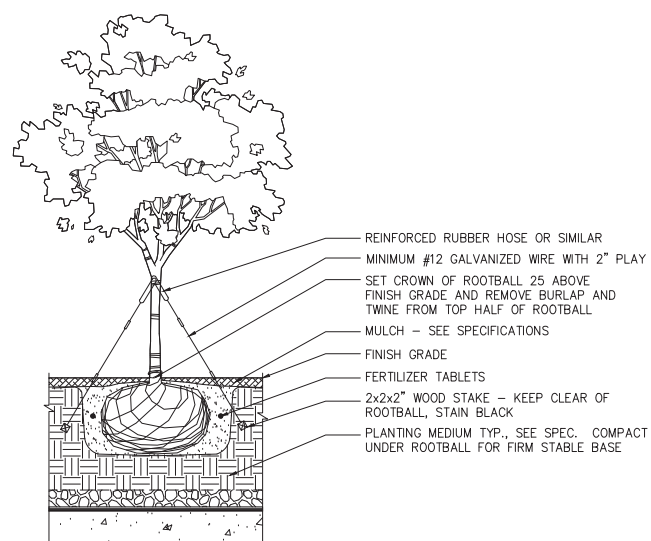 REINFORCED RUBBER HOSE OR SIMILAR
MINIMUM #12 GALVANIZED WIRE WITH 2" PLAY
SET CROWN OF ROOTBALL 25 ABOVE
FINISH GRADE AND REMOVE BURLAP AND
TWINE FROM TOP HALF OF ROOTBALL
MULCH – SEE SPECIFICATIONS
FINISH GRADE
FERTILIZER TABLETS
2x2x2" WOOD STAKE – KEEP CLEAR OF
ROOTBALL, STAIN BLACK
PLANTING MEDIUM TYP., SEE SPEC. COMPACT
UNDER ROOTBALL FOR FIRM STABLE BASE